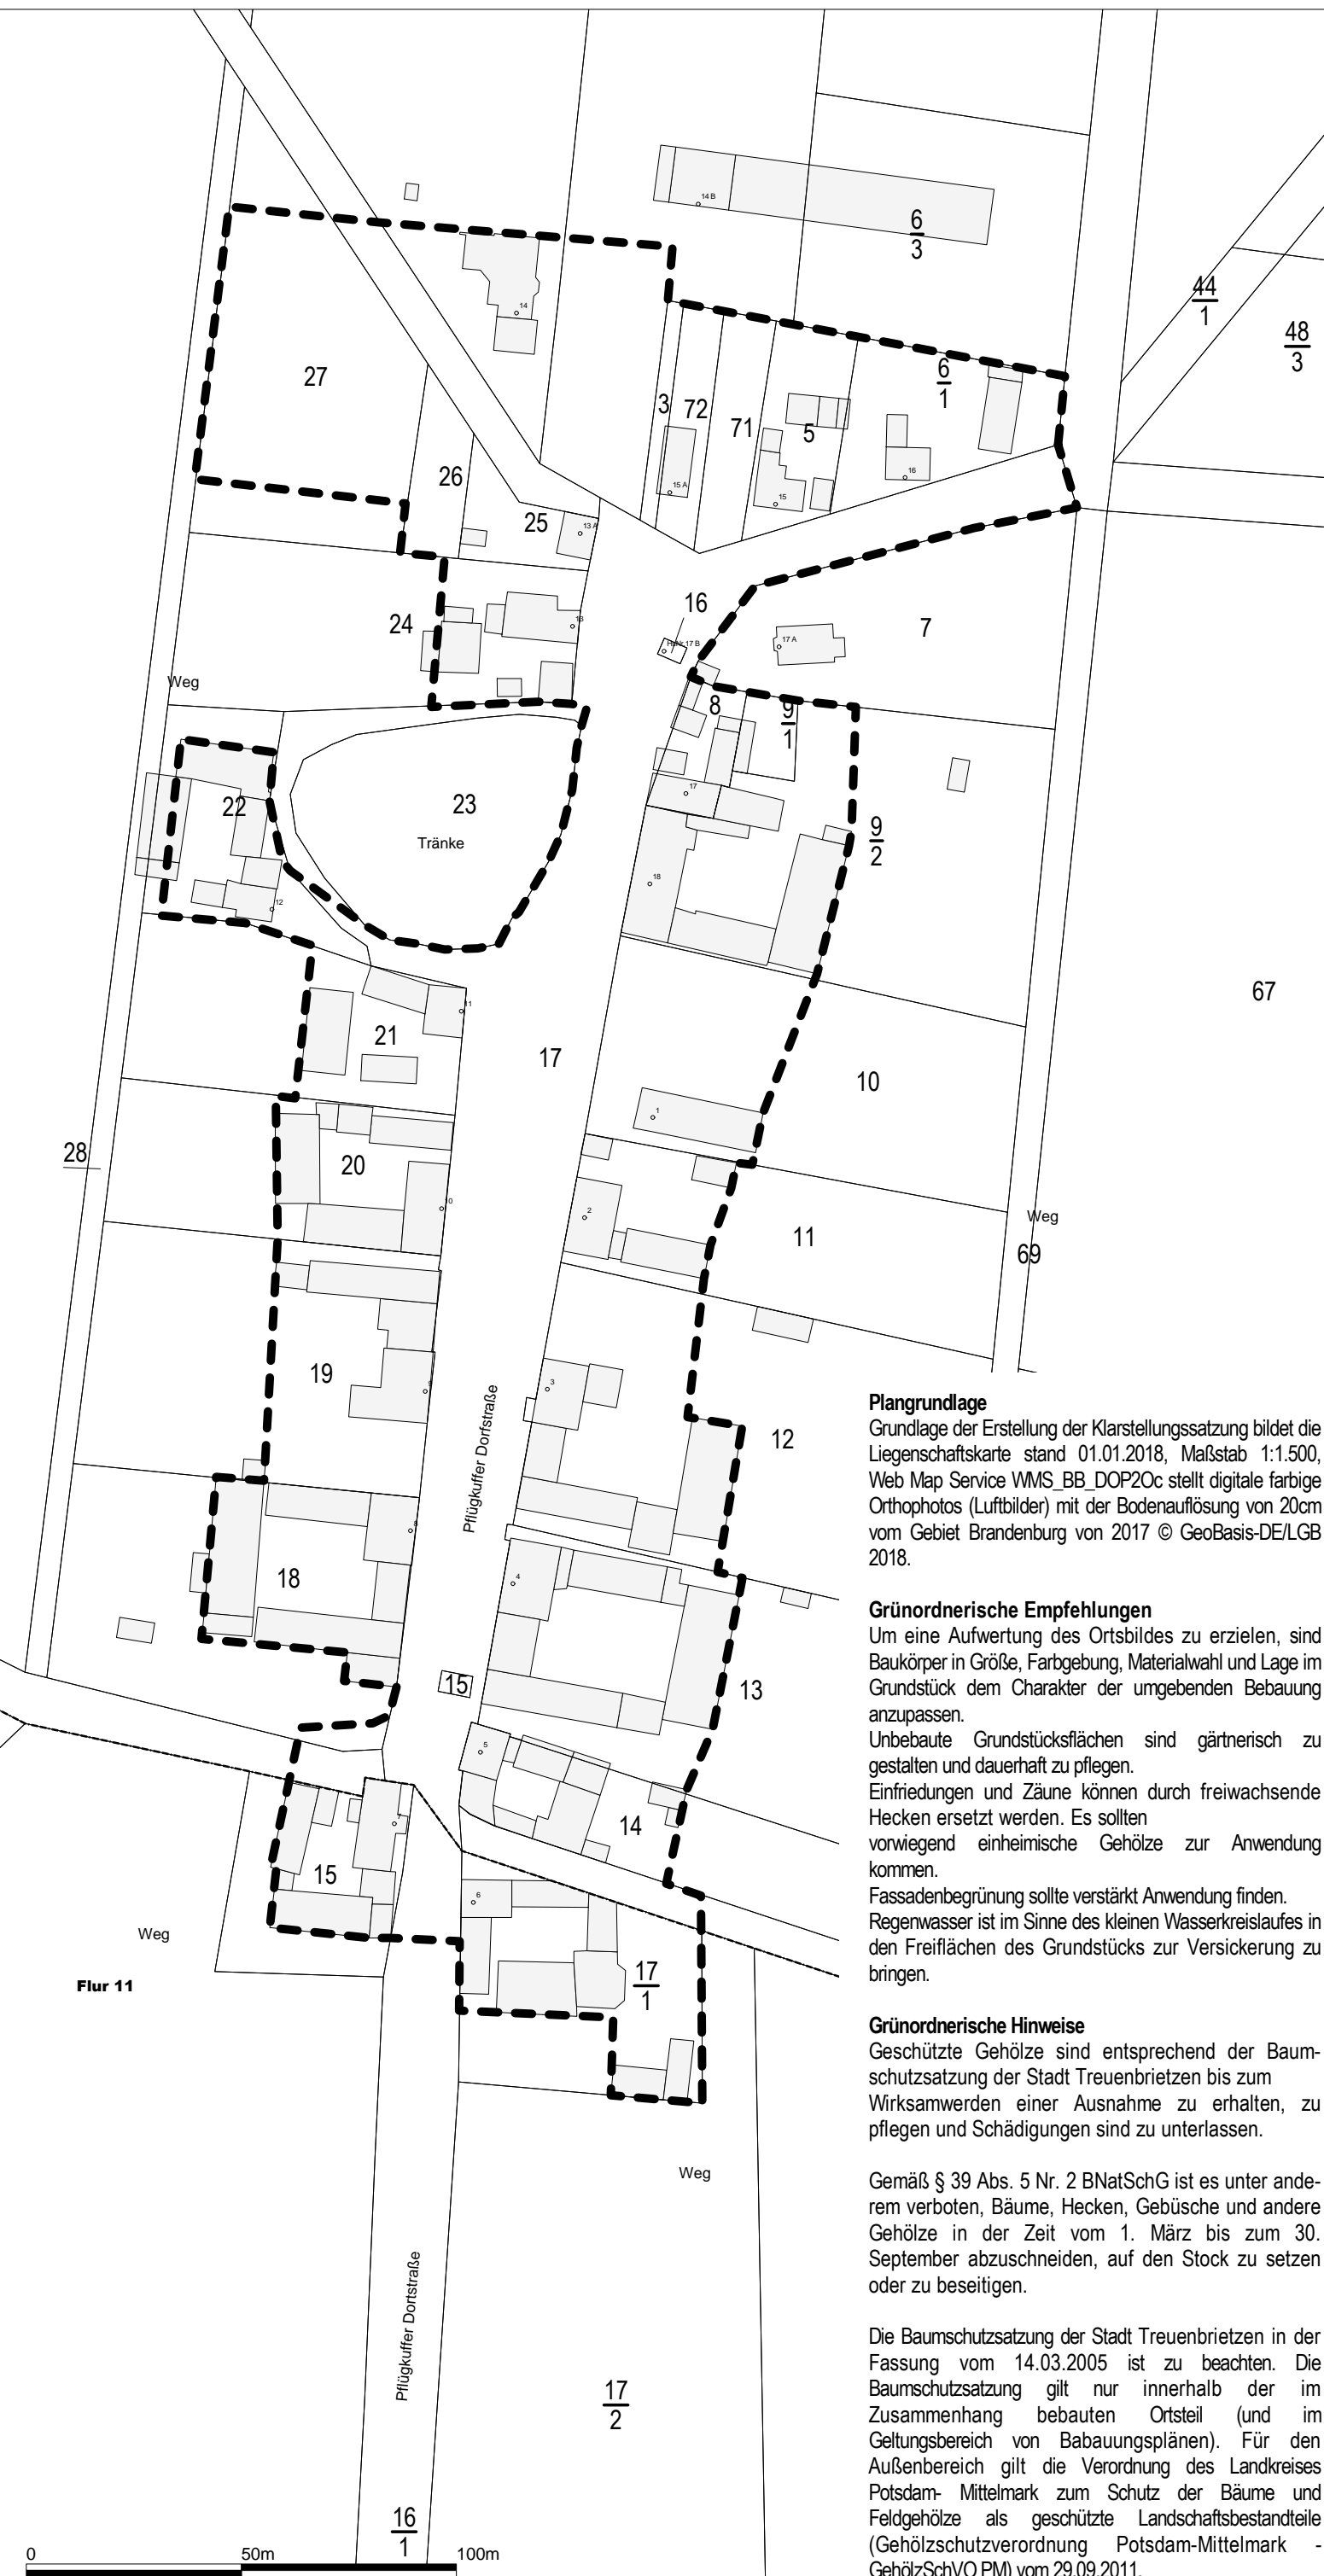 14 B
6
3
44
1
48
3
14
27
6
1
3
72
71
5
26
16
15 A
15
25
13 A
16
24
13
7
17 A
HsNr.17 B
Weg
8
9
1
22
23
17
Tränke
9
2
18
12
67
11
21
17
10
1
28
20
10
2
11
Weg
69
19
9
3
Pflügkuffer Dorfstraße
12
8
18
4
15
13
5
14
7
15
6
Weg
17
1
Flur 11
Weg
Pflügkuffer Dortstraße
17
2
16
1
0
50m
100m
Plangrundlage
Grundlage der Erstellung der Klarstellungssatzung bildet die
Liegenschaftskarte stand 01.01.2018, Maßstab 1:1.500,
Web Map Service WMS_BB_DOP2Oc stellt digitale farbige
Orthophotos (Luftbilder) mit der Bodenauflösung von 20cm
vom Gebiet Brandenburg von 2017 © GeoBasis-DE/LGB
2018.
Grünordnerische Empfehlungen
Um eine Aufwertung des Ortsbildes zu erzielen, sind
Baukörper in Größe, Farbgebung, Materialwahl und Lage im
Grundstück dem Charakter der umgebenden Bebauung
anzupassen.
Unbebaute Grundstücksflächen sind gärtnerisch zu
gestalten und dauerhaft zu pflegen.
Einfriedungen und Zäune können durch freiwachsende
Hecken ersetzt werden. Es sollten
vorwiegend einheimische Gehölze zur Anwendung
kommen.
Fassadenbegrünung sollte verstärkt Anwendung finden.
Regenwasser ist im Sinne des kleinen Wasserkreislaufes in
den Freiflächen des Grundstücks zur Versickerung zu
bringen.
Grünordnerische Hinweise
Geschützte Gehölze sind entsprechend der Baum-
schutzsatzung der Stadt Treuenbrietzen bis zum
Wirksamwerden einer Ausnahme zu erhalten, zu
pflegen und Schädigungen sind zu unterlassen.
Gemäß § 39 Abs. 5 Nr. 2 BNatSchG ist es unter ande-
rem verboten, Bäume, Hecken, Gebüsche und andere
Gehölze in der Zeit vom 1. März bis zum 30.
September abzuschneiden, auf den Stock zu setzen
oder zu beseitigen.
Die Baumschutzsatzung der Stadt Treuenbrietzen in der
Fassung vom 14.03.2005 ist zu beachten. Die
Baumschutzsatzung gilt nur innerhalb der im
Zusammenhang bebauten Ortsteil (und im
Geltungsbereich von Babauungsplänen). Für den
Außenbereich gilt die Verordnung des Landkreises
Potsdam- Mittelmark zum Schutz der Bäume und
Feldgehölze als geschützte Landschaftsbestandteile
(Gehölzschutzverordnung Potsdam-Mittelmark -
GehölzSchVO PM) vom 29.09.2011.